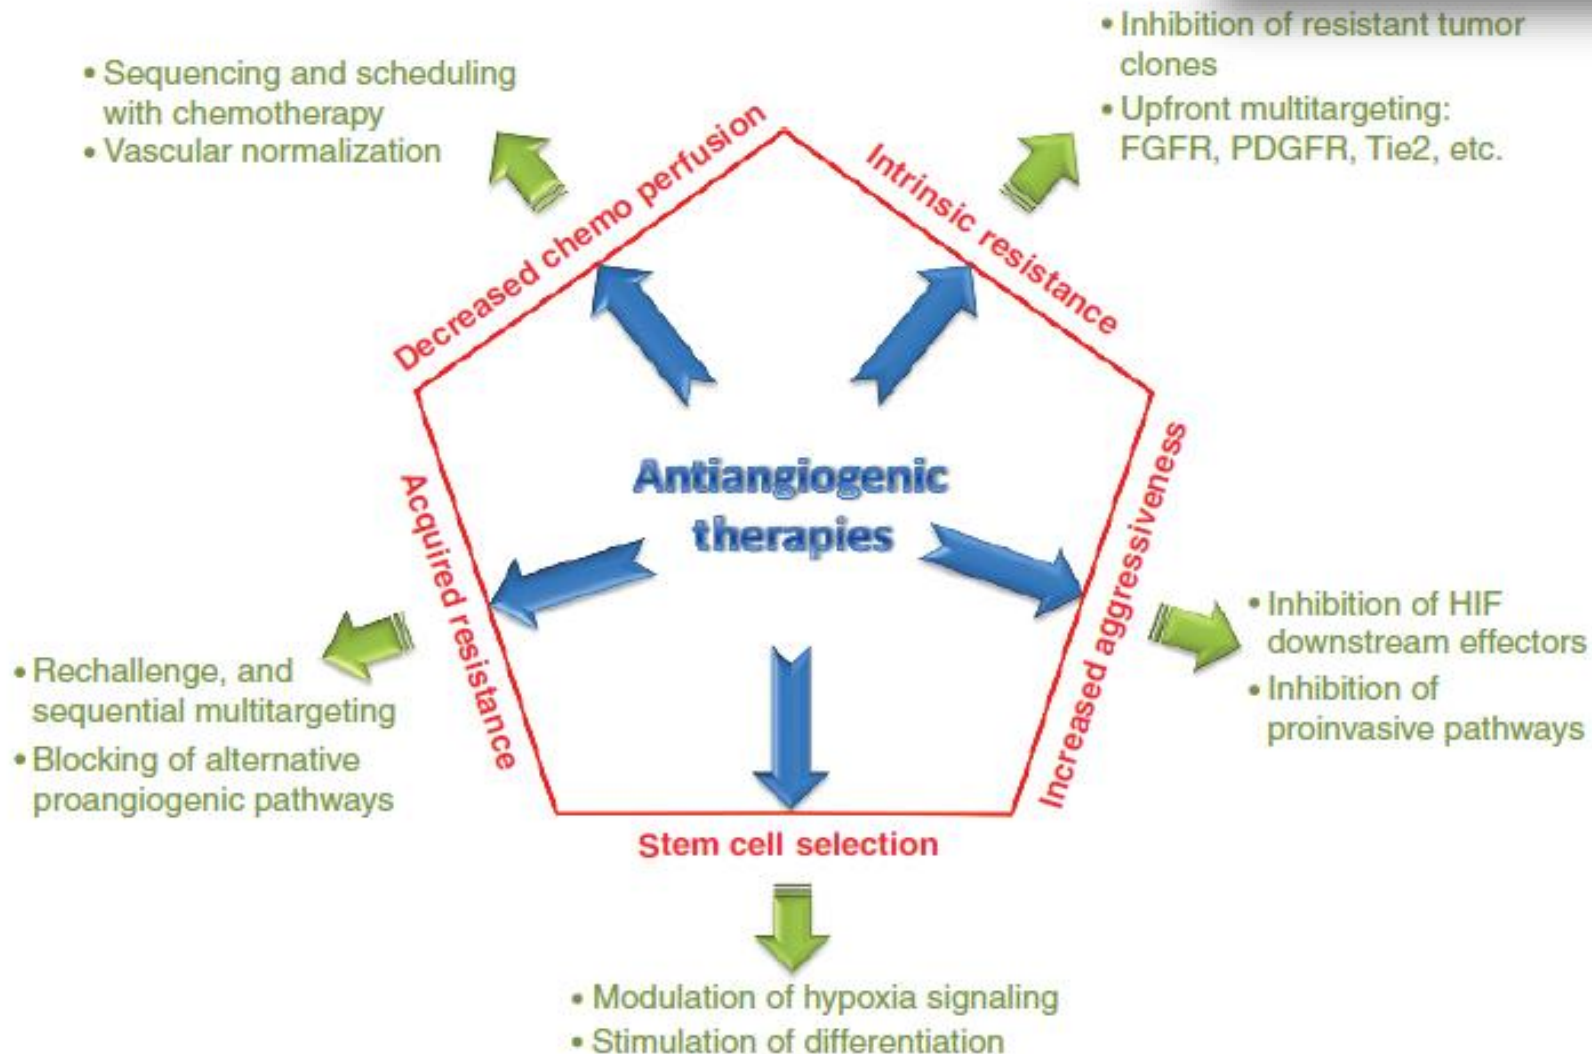 • Sequencing and scheduling
with chemotherapy
• Vascular normalization
• Inhibition of resistant tumor
clones
• Upfront multitargeting:
FGFR, PDGFR, Tie2, etc.
Decreased chemo perfusion
Intrinsic resistance
Antiangiogenic
therapies
Acquired resistance
Increased aggressiveness
• Rechallenge, and
sequential multitargeting
• Blocking of alternative
proangiogenic pathways
• Inhibition of HIF
downstream effectors
• Inhibition of
proinvasive pathways
Stem cell selection
• Modulation of hypoxia signaling
• Stimulation of differentiation